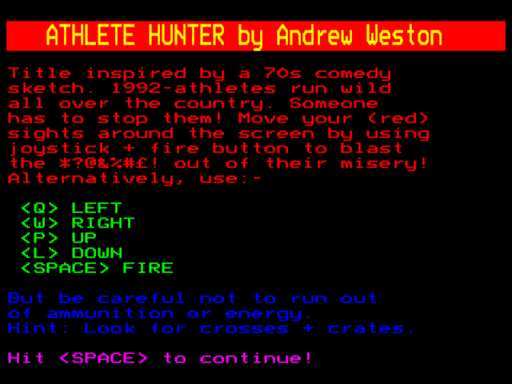 ATHLETE HUNTER by Andrew Weston
Title inspired by a 70s comedy
sketch. 1992-athletes run wild
all over the country. Someone
has to stop them! Move your (red)
sights around the screen by using
joystick + fire button to blast
the *?@&%#£! out of their misery!
Alternatively, use:-
<Q> LEFT
<W> RIGHT
<P> UP
<L> DOWN
<SPACE> FIRE
But be careful not to run out
of ammunition or energy.
Hint: Look for crosses + crates.
Hit <SPACE> to continue!